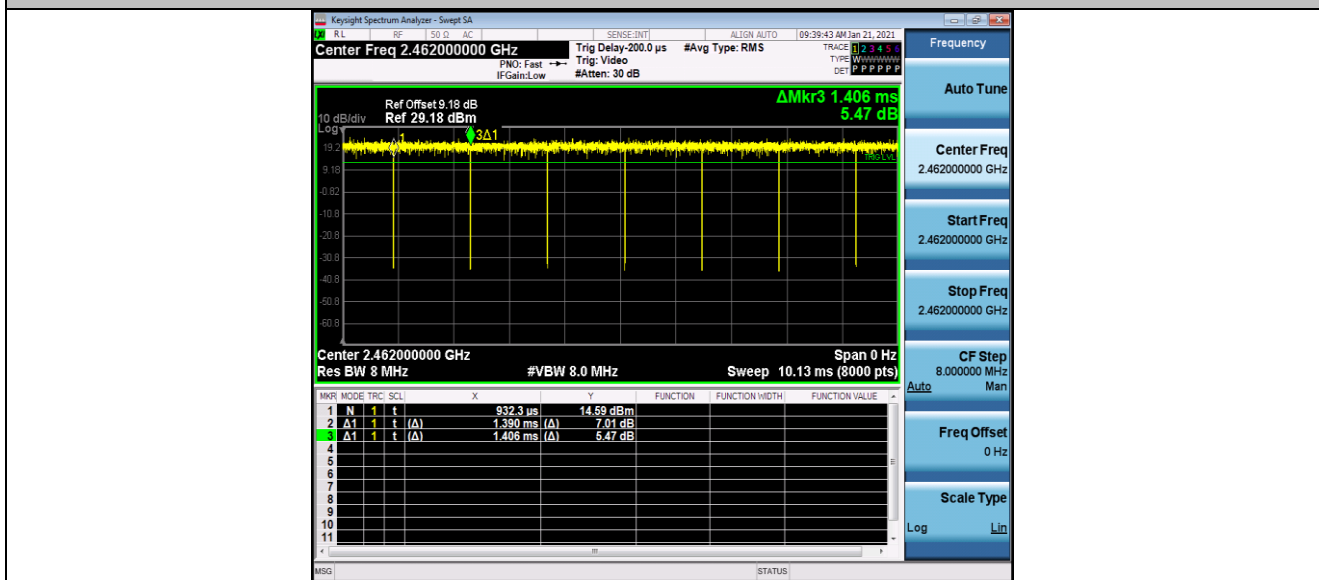 Keysight Spectrum Analyzer - Swept SA
RL RF 50 Ω AC SENSE:INT ALIGN AUTO 09:39:43 AM Jan 21, 2021
Center Freq 2.462000000 GHz
PNO: Fast
IFGain:Low
Trig Delay-200.0 µs
Trig: Video
#Atten: 30 dB
#Avg Type: RMS
TRACE 1 2 3 4 5 6
TYPE WWWWWW
DET P P P P P P
ΔMkr3 1.406 ms
5.47 dB
Ref Offset 9.18 dB
10 dB/div Ref 29.18 dBm
Log
1
3Δ1
19.2
TRIG LVL
9.18
-0.82
-10.8
-20.8
-30.8
-40.8
-50.8
-60.8
Center 2.462000000 GHz Span 0 Hz
Res BW 8 MHz #VBW 8.0 MHz Sweep 10.13 ms (8000 pts)
MKR MODE TRC SCL X Y FUNCTION FUNCTION WIDTH FUNCTION VALUE
1 N 1 t 932.3 µs 14.59 dBm
2 Δ1 1 t (Δ) 1.390 ms (Δ) 7.01 dB
3 Δ1 1 t (Δ) 1.406 ms (Δ) 5.47 dB
4
5
6
7
8
9
10
11
MSG STATUS
Frequency
Auto Tune
Center Freq
2.462000000 GHz
Start Freq
2.462000000 GHz
Stop Freq
2.462000000 GHz
CF Step
8.000000 MHz
Auto Man
Freq Offset
0 Hz
Scale Type
Log Lin